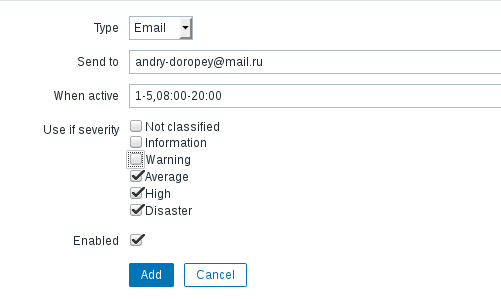 Type Email
Send to andry-doropey@mail.ru
When active 1-5,08:00-20:00
Use if severity Not classified
Information
Warning
Average
High
Disaster
Enabled
Add Cancel